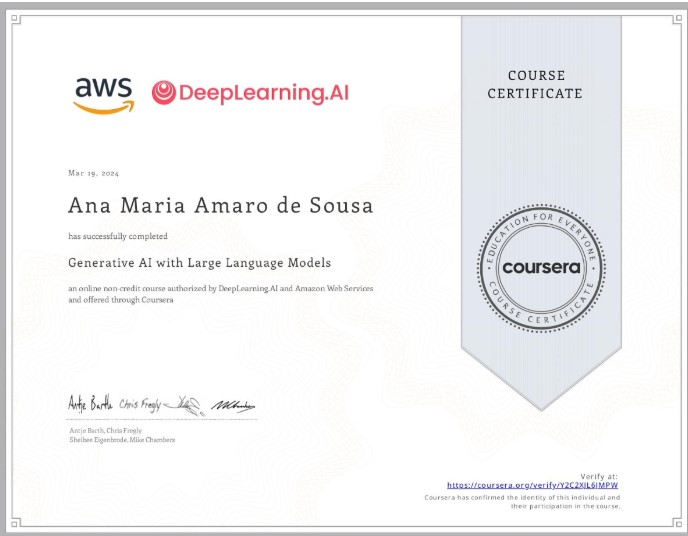 aws DeepLearning.AI
COURSE
CERTIFICATE
Mar 19, 2024
Ana Maria Amaro de Sousa
has successfully completed
Generative AI with Large Language Models
an online non-credit course authorized by DeepLearning.AI and Amazon Web Services
and offered through Coursera
EDUCATION FOR EVERYONE
coursera
COURSE CERTIFICATE
Antje Barth Chris Fregly
Antje Barth, Chris Fregly
Shelbee Eigenbrode, Mike Chambers
Verify at:
https://coursera.org/verify/Y2C2XJL6JMPW
Coursera has confirmed the identity of this individual and
their participation in the course.